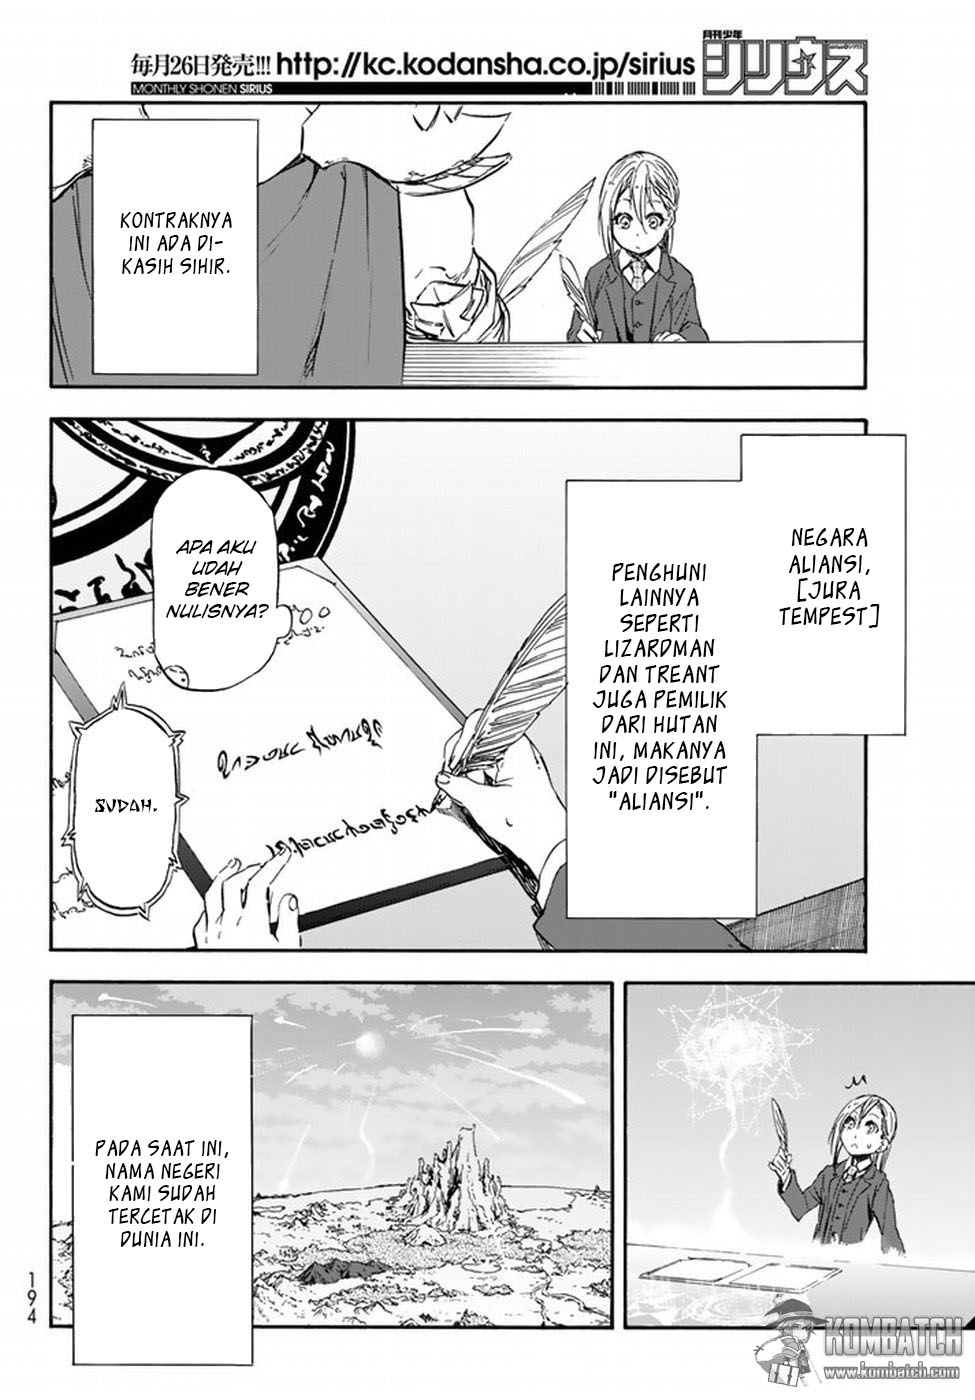 毎月26日発売!!! http://kc.kodansha.co.jp/sirius
MONTHLY SHONEN SIRIUS
月刊少年
シリウス
KONTRAKNYA
INI ADA DI-
KASIH SIHIR.
NEGARA
ALIANSI,
[JURA
TEMPEST]
PENGHUNI
LAINNYA
SEPERTI
LIZARDMAN
DAN TREANT
JUGA PEMILIK
DARI HUTAN
INI, MAKANYA
JADI DISEBUT
"ALIANSI".
APA AKU
UDAH
BENER
NULISNYA?
SUDAH.
PADA SAAT INI,
NAMA NEGERI
KAMI SUDAH
TERCETAK DI
DUNIA INI.
194
KOMBATCH
www.kombatch.com